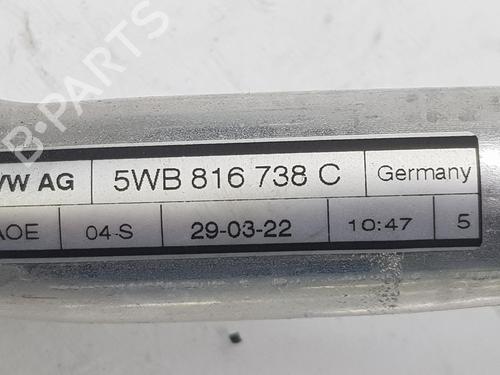 VW AG 5WB 816 738 C Germany
AOE 04-S 29-03-22 10:47 5
B-PARTS